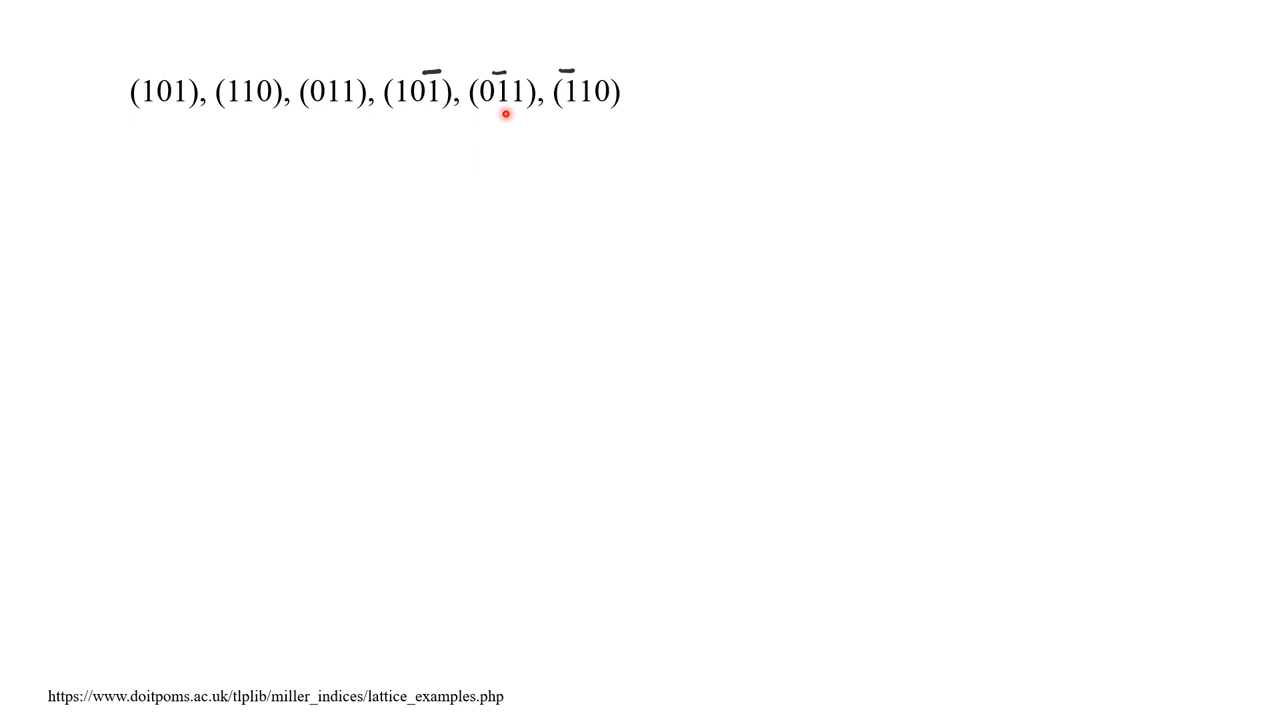 (101), (110), (011), (101̅), (01̅1), (1̅10)
https://www.doitpoms.ac.uk/tlplib/miller_indices/lattice_examples.php